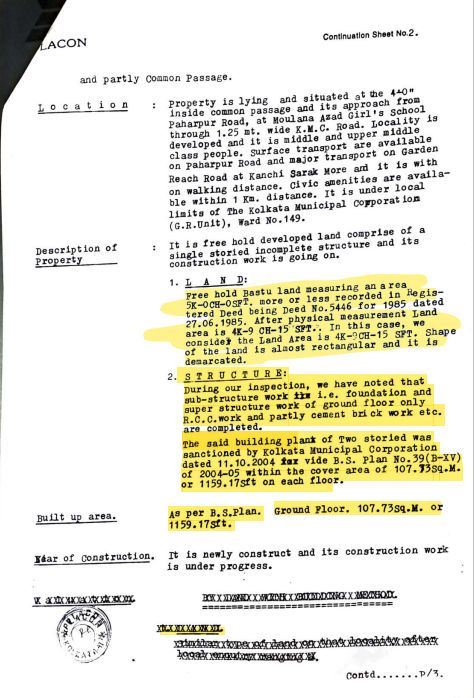 LACON
Continuation Sheet No.2.
and partly Common Passage.
Location : Property is lying and situated at the 4-0"
inside common passage and its approach from
Paharpur Road, at Moulana Azad Girl's School
through 1.25 mt. wide K.M.C. Road. Locality is
developed and it is middle and upper middle
class people. Surface transport are available
on Paharpur Road and major transport on Garden
Reach Road at Kanchi Sarak More and it is with
on walking distance. Civic amenities are availa-
ble within 1 Km. distance. It is under local
limits of The Kolkata Municipal Corporation
(G.R.Unit), Ward No.149.
Description of : It is free hold developed land comprise of a
Property single storied incomplete structure and its
construction work is going on.
1. LAND:
Free hold Bastu land measuring an area
5K-0CH-0SFT. more or less recorded in Regis-
tered Deed being Deed No.5446 for 1985 dated
27.06.1985. After physical measurement Land
area is 4K-9 CH-15 SFT.. In this case, we
consider the Land Area is 4K-9CH-15 SFT. Shape
of the land is almost rectangular and it is
demarcated.
2. STRUCTURE:
During our inspection, we have noted that
sub-structure work i.e. foundation and
super structure work of ground floor only
R.C.C.work and partly cement brick work etc.
are completed.
The said building plan of Two storied was
sanctioned by Kolkata Municipal Corporation
dated 11.10.2004 vide B.S. Plan No.39(B-XV)
of 2004-05 within the cover area of 107.73Sq.M.
or 1159.17Sft on each floor.
Built up area. As per B.S.Plan. Ground Floor. 107.73Sq.M. or
1159.17Sft.
Year of Construction. It is newly construct and its construction work
is under progress.
Contd.......P/3.